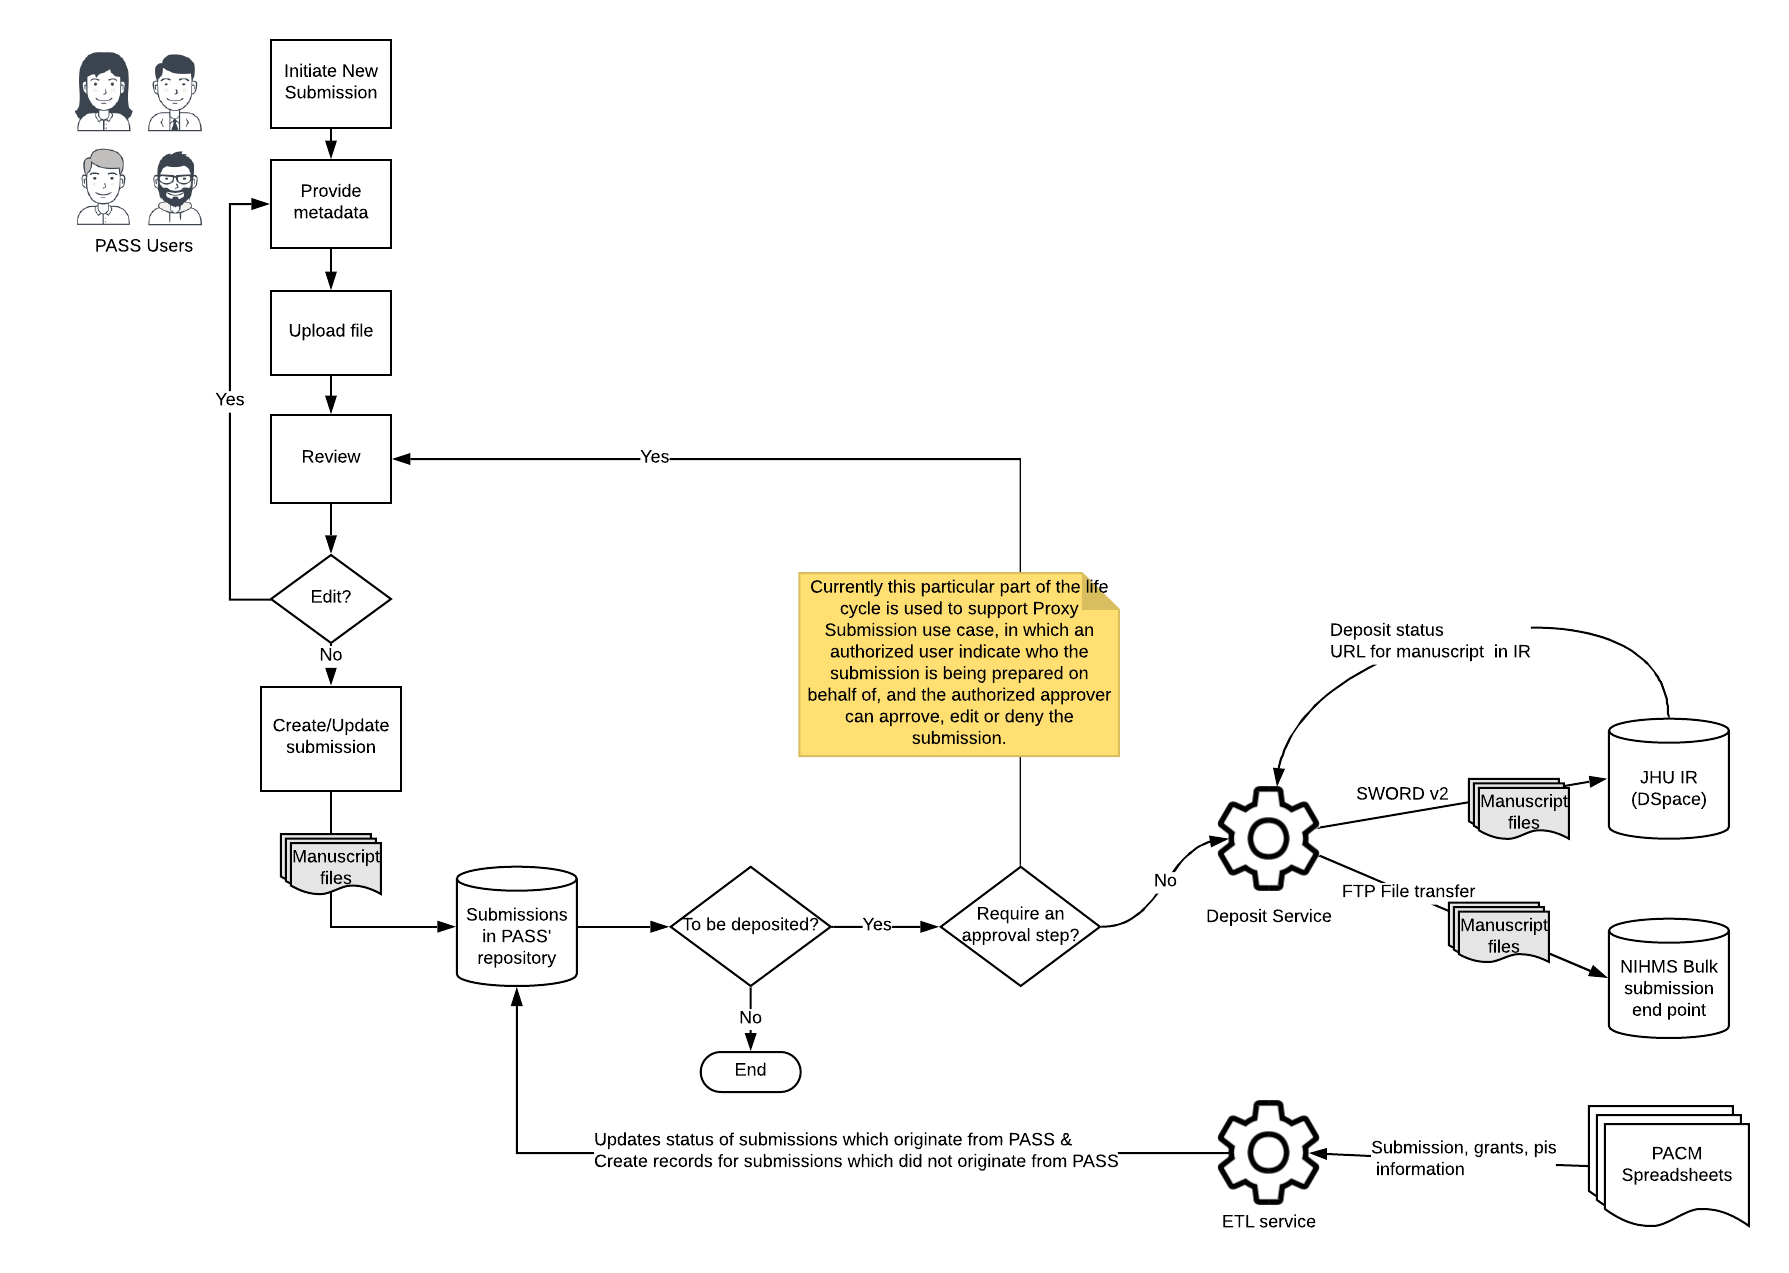 Initiate New
Submission
PASS Users
Provide
metadata
Upload file
Yes
Review
Yes
Edit?
No
Create/Update
submission
Manuscript
files
Submissions
in PASS'
repository
To be deposited?
Yes
No
End
Require an
approval step?
Currently this particular part of the life
cycle is used to support Proxy
Submission use case, in which an
authorized user indicate who the
submission is being prepared on
behalf of, and the authorized approver
can aprrove, edit or deny the
submission.
No
Deposit Service
Deposit status
URL for manuscript in IR
SWORD v2
Manuscript
files
JHU IR
(DSpace)
FTP File transfer
Manuscript
files
NIHMS Bulk
submission
end point
Updates status of submissions which originate from PASS &
Create records for submissions which did not originate from PASS
ETL service
Submission, grants, pis
information
PACM
Spreadsheets